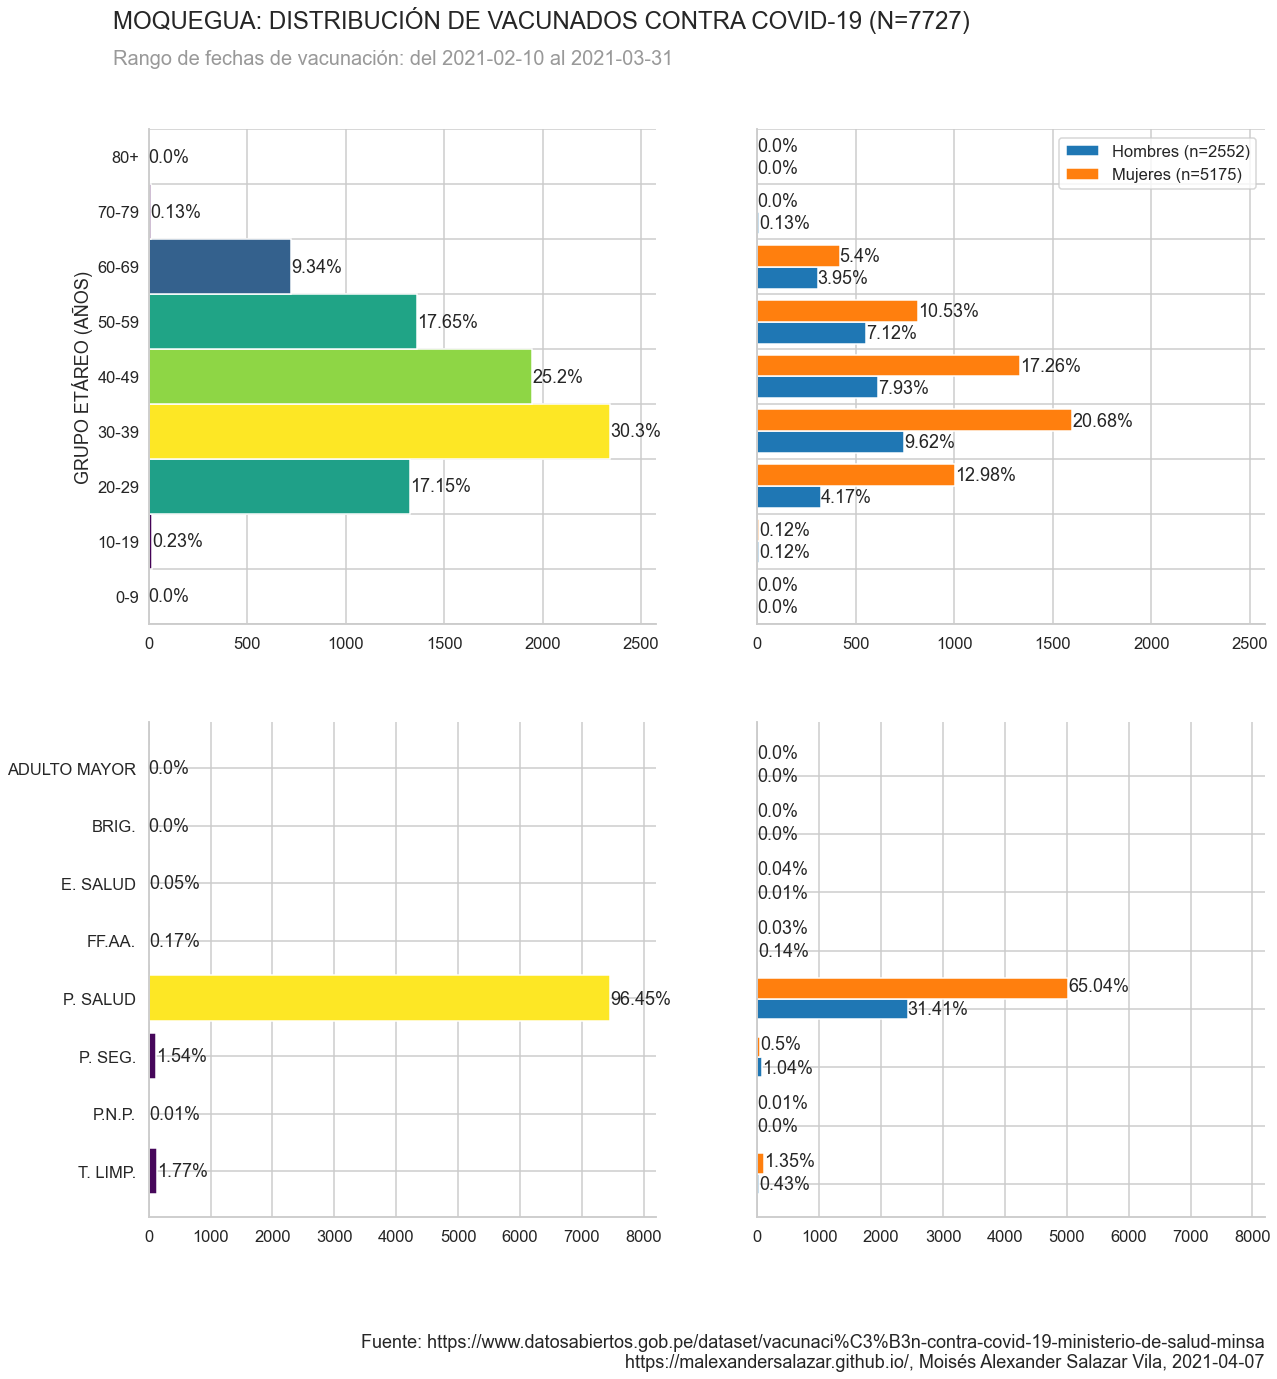 MOQUEGUA: DISTRIBUCIÓN DE VACUNADOS CONTRA COVID-19 (N=7727)
Rango de fechas de vacunación: del 2021-02-10 al 2021-03-31
GRUPO ETÁREO (AÑOS)
80+ 0.0%
70-79 0.13%
60-69 9.34%
50-59 17.65%
40-49 25.2%
30-39 30.3%
20-29 17.15%
10-19 0.23%
0-9 0.0%
0 500 1000 1500 2000 2500
Hombres (n=2552)
Mujeres (n=5175)
0.0%
0.0%
0.0%
0.13%
5.4%
3.95%
10.53%
7.12%
17.26%
7.93%
20.68%
9.62%
12.98%
4.17%
0.12%
0.12%
0.0%
0.0%
0 500 1000 1500 2000 2500
ADULTO MAYOR 0.0%
BRIG. 0.0%
E. SALUD 0.05%
FF.AA. 0.17%
P. SALUD 96.45%
P. SEG. 1.54%
P.N.P. 0.01%
T. LIMP. 1.77%
0 1000 2000 3000 4000 5000 6000 7000 8000
0.0%
0.0%
0.0%
0.0%
0.04%
0.01%
0.03%
0.14%
65.04%
31.41%
0.5%
1.04%
0.01%
0.0%
1.35%
0.43%
0 1000 2000 3000 4000 5000 6000 7000 8000
Fuente: https://www.datosabiertos.gob.pe/dataset/vacunaci%C3%B3n-contra-covid-19-ministerio-de-salud-minsa
https://malexandersalazar.github.io/, Moisés Alexander Salazar Vila, 2021-04-07